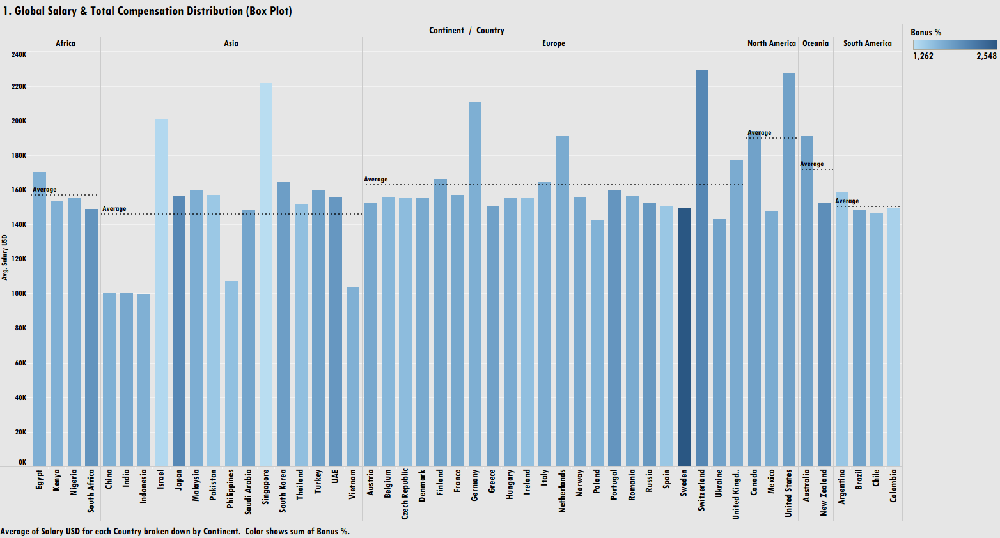 1. Global Salary & Total Compensation Distribution (Box Plot)
Continent / Country
Africa Asia Europe North America Oceania South America
Bonus %
1,262 2,548
240K
220K
200K
180K
160K
140K
120K
100K
80K
60K
40K
20K
0K
Avg. Salary USD
Average
Average
Average
Average
Average
Average
Egypt
Kenya
Nigeria
South Africa
China
India
Indonesia
Israel
Japan
Malaysia
Pakistan
Philippines
Saudi Arabia
Singapore
South Korea
Thailand
Turkey
UAE
Vietnam
Austria
Belgium
Czech Republic
Denmark
Finland
France
Germany
Greece
Hungary
Ireland
Italy
Netherlands
Norway
Poland
Portugal
Romania
Russia
Spain
Sweden
Switzerland
Ukraine
United Kingd..
Canada
Mexico
United States
Australia
New Zealand
Argentina
Brazil
Chile
Colombia
Average of Salary USD for each Country broken down by Continent. Color shows sum of Bonus %.